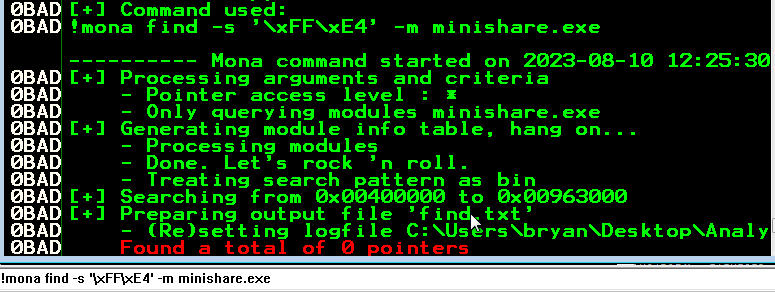 0BAD [+] Command used:
0BAD !mona find -s '\xFF\xE4' -m minishare.exe
---------- Mona command started on 2023-08-10 12:25:30
0BAD [+] Processing arguments and criteria
0BAD - Pointer access level : *
0BAD - Only querying modules minishare.exe
0BAD [+] Generating module info table, hang on...
0BAD - Processing modules
0BAD - Done. Let's rock 'n roll.
0BAD - Treating search pattern as bin
0BAD [+] Searching from 0x00400000 to 0x00963000
0BAD [+] Preparing output file 'find.txt'
0BAD - (Re)setting logfile C:\Users\bryan\Desktop\Analy
0BAD Found a total of 0 pointers
!mona find -s '\xFF\xE4' -m minishare.exe